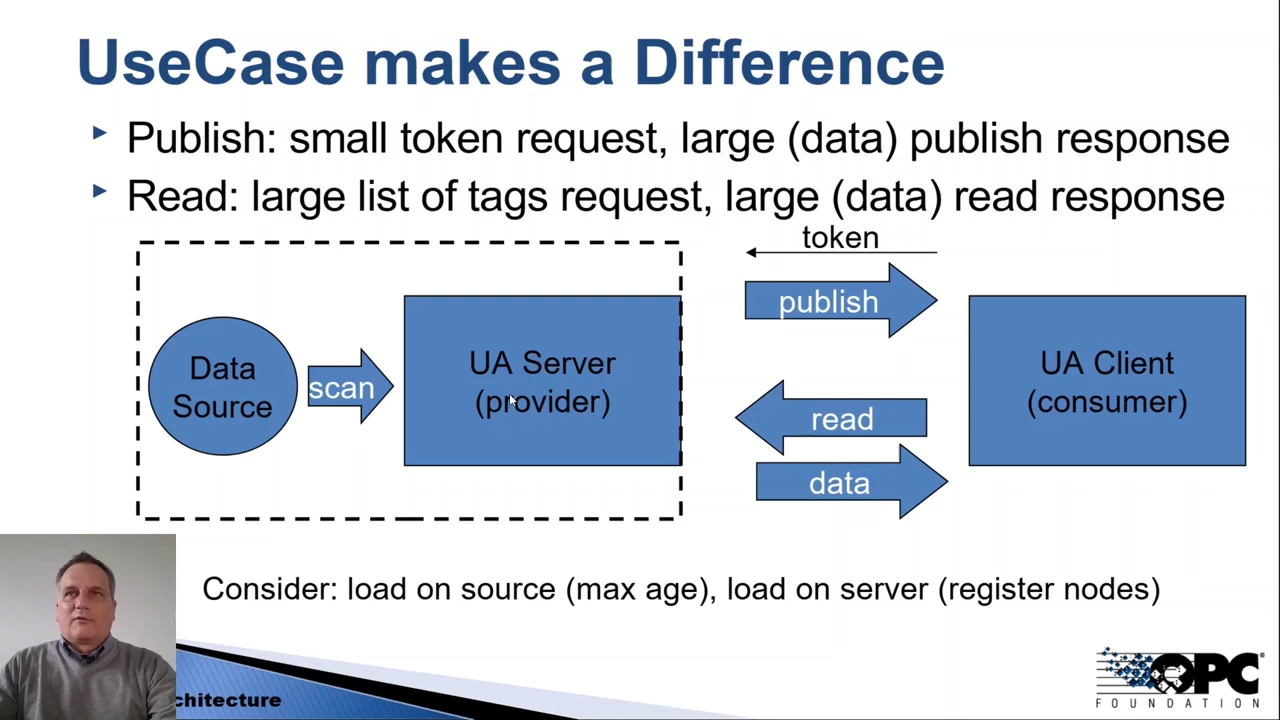 UseCase makes a Difference
Publish: small token request, large (data) publish response
Read: large list of tags request, large (data) read response
token
publish
Data
Source
scan
UA Server
(provider)
UA Client
(consumer)
read
data
Consider: load on source (max age), load on server (register nodes)
chitecture
OPC
FOUNDATION